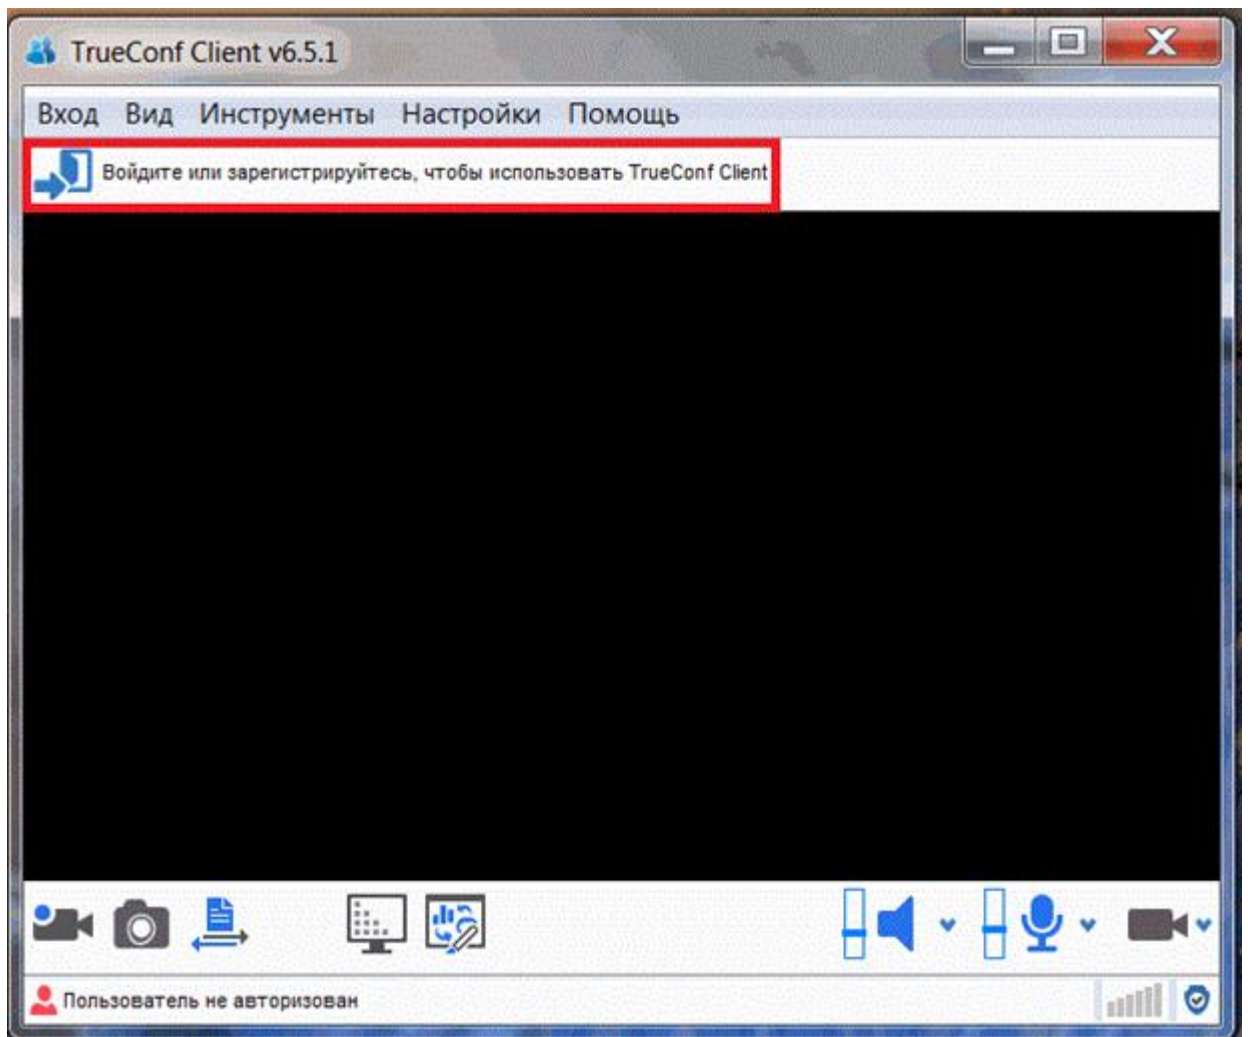 TrueConf Client v6.5.1
Вход Вид Инструменты Настройки Помощь
Войдите или зарегистрируйтесь, чтобы использовать TrueConf Client
Пользователь не авторизован